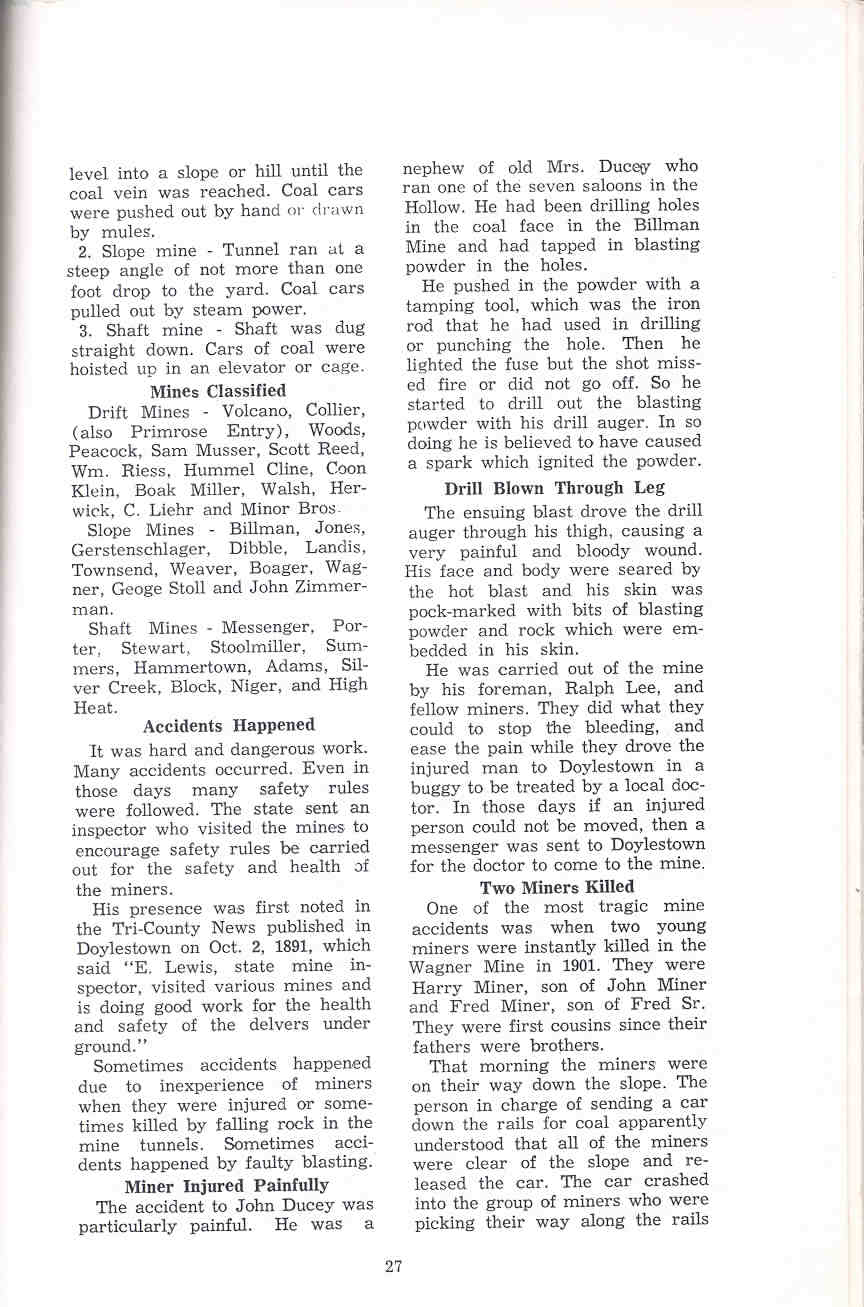 level into a slope or hill until the
coal vein was reached. Coal cars
were pushed out by hand or drawn
by mules.
2. Slope mine - Tunnel ran at a
steep angle of not more than one
foot drop to the yard. Coal cars
pulled out by steam power.
3. Shaft mine - Shaft was dug
straight down. Cars of coal were
hoisted up in an elevator or cage.
Mines Classified
Drift Mines - Volcano, Collier,
(also Primrose Entry), Woods,
Peacock, Sam Musser, Scott Reed,
Wm. Riess, Hummel Cline, Coon
Klein, Boak Miller, Walsh, Her-
wick, C. Liehr and Minor Bros.
Slope Mines - Billman, Jones,
Gerstenschlager, Dibble, Landis,
Townsend, Weaver, Boager, Wag-
ner, Geoge Stoll and John Zimmer-
man.
Shaft Mines - Messenger, Por-
ter, Stewart, Stoolmiller, Sum-
mers, Hammertown, Adams, Sil-
ver Creek, Block, Niger, and High
Heat.
Accidents Happened
It was hard and dangerous work.
Many accidents occurred. Even in
those days many safety rules
were followed. The state sent an
inspector who visited the mines to
encourage safety rules be carried
out for the safety and health of
the miners.
His presence was first noted in
the Tri-County News published in
Doylestown on Oct. 2, 1891, which
said "E. Lewis, state mine in-
spector, visited various mines and
is doing good work for the health
and safety of the delvers under
ground."
Sometimes accidents happened
due to inexperience of miners
when they were injured or some-
times killed by falling rock in the
mine tunnels. Sometimes acci-
dents happened by faulty blasting.
Miner Injured Painfully
The accident to John Ducey was
particularly painful. He was a
nephew of old Mrs. Ducey who
ran one of the seven saloons in the
Hollow. He had been drilling holes
in the coal face in the Billman
Mine and had tapped in blasting
powder in the holes.
He pushed in the powder with a
tamping tool, which was the iron
rod that he had used in drilling
or punching the hole. Then he
lighted the fuse but the shot miss-
ed fire or did not go off. So he
started to drill out the blasting
powder with his drill auger. In so
doing he is believed to have caused
a spark which ignited the powder.
Drill Blown Through Leg
The ensuing blast drove the drill
auger through his thigh, causing a
very painful and bloody wound.
His face and body were seared by
the hot blast and his skin was
pock-marked with bits of blasting
powder and rock which were em-
bedded in his skin.
He was carried out of the mine
by his foreman, Ralph Lee, and
fellow miners. They did what they
could to stop the bleeding, and
ease the pain while they drove the
injured man to Doylestown in a
buggy to be treated by a local doc-
tor. In those days if an injured
person could not be moved, then a
messenger was sent to Doylestown
for the doctor to come to the mine.
Two Miners Killed
One of the most tragic mine
accidents was when two young
miners were instantly killed in the
Wagner Mine in 1901. They were
Harry Miner, son of John Miner
and Fred Miner, son of Fred Sr.
They were first cousins since their
fathers were brothers.
That morning the miners were
on their way down the slope. The
person in charge of sending a car
down the rails for coal apparently
understood that all of the miners
were clear of the slope and re-
leased the car. The car crashed
into the group of miners who were
picking their way along the rails
27